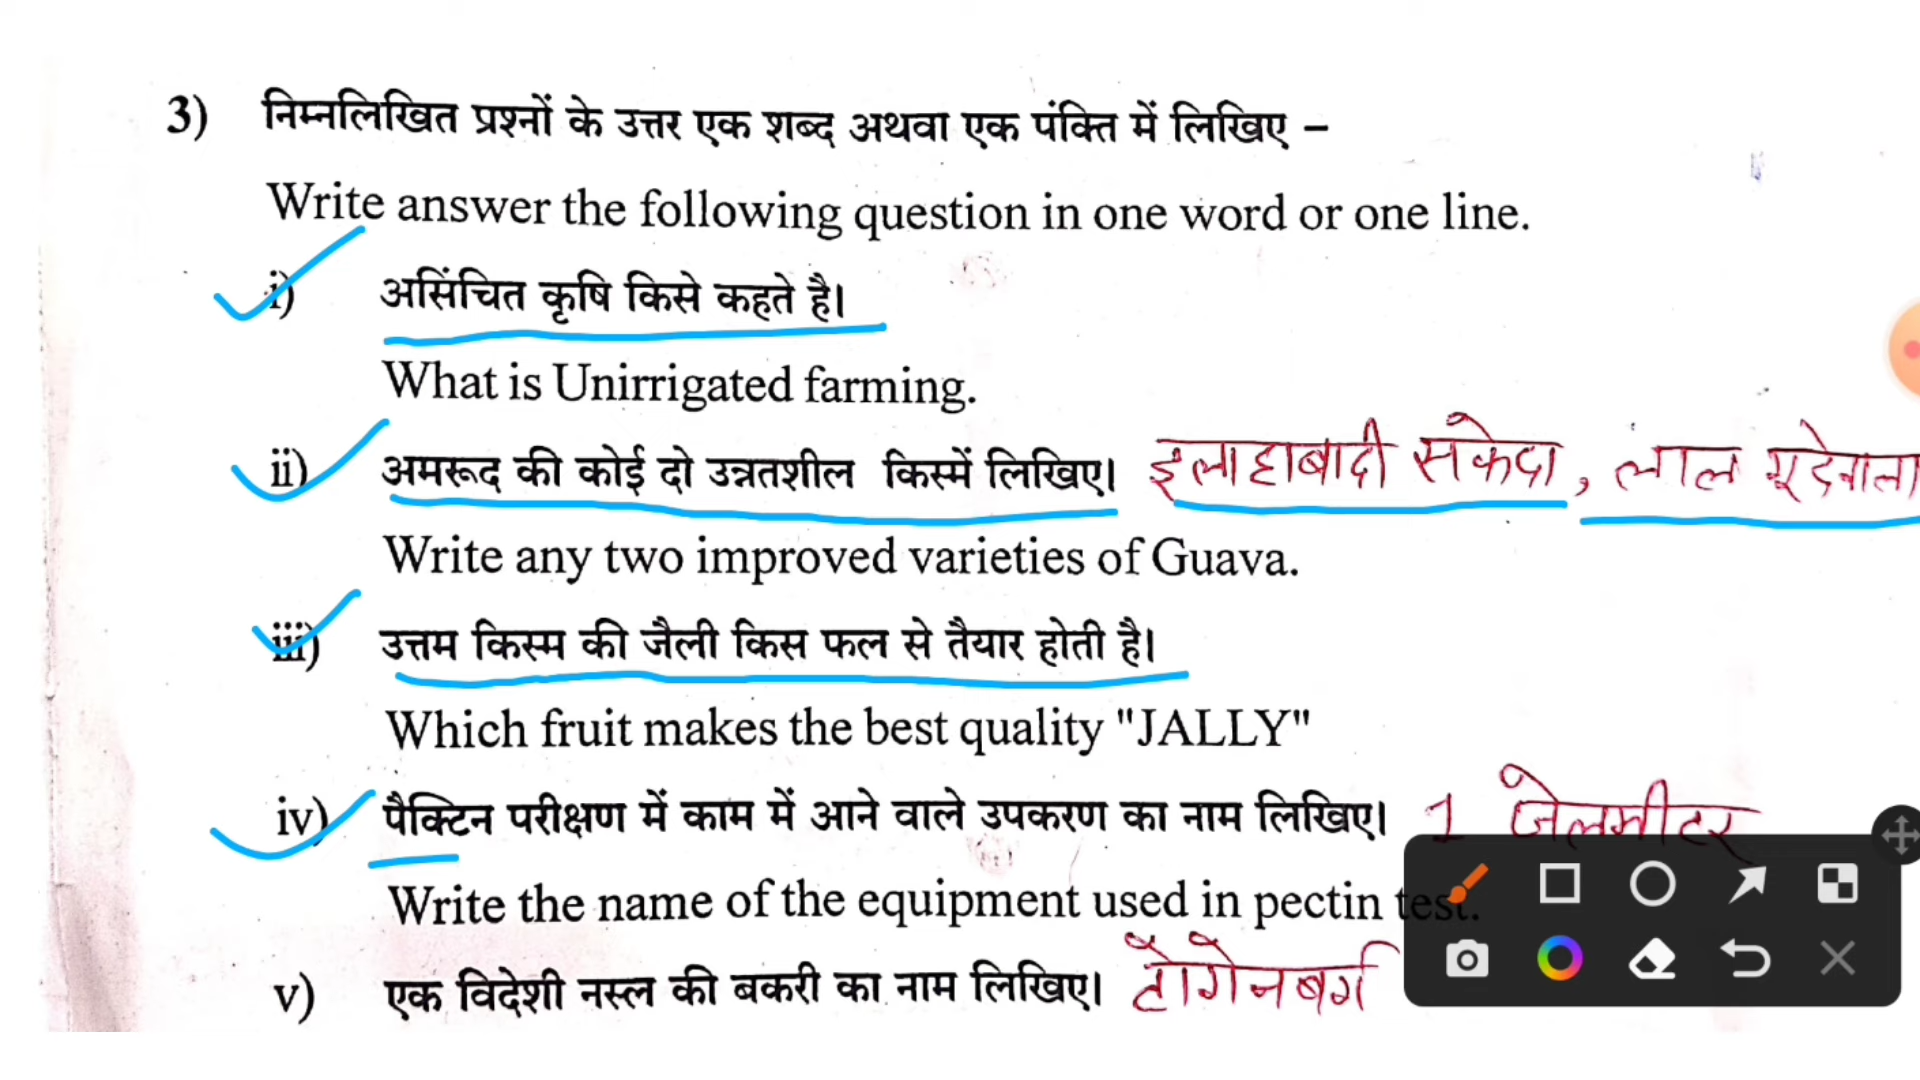 3) निम्नलिखित प्रश्नों के उत्तर एक शब्द अथवा एक पंक्ति में लिखिए –
Write answer the following question in one word or one line.
i) असिंचित कृषि किसे कहते है।
What is Unirrigated farming.
ii) अमरूद की कोई दो उन्नतशील किस्में लिखिए। इलाहाबादी सफेदा , लाल गूदेवाला
Write any two improved varieties of Guava.
iii) उत्तम किस्म की जैली किस फल से तैयार होती है।
Which fruit makes the best quality "JALLY"
iv) पैक्टिन परीक्षण में काम में आने वाले उपकरण का नाम लिखिए। 1 जेलमीटर
Write the name of the equipment used in pectin test.
v) एक विदेशी नस्ल की बकरी का नाम लिखिए। टोगेनबर्ग